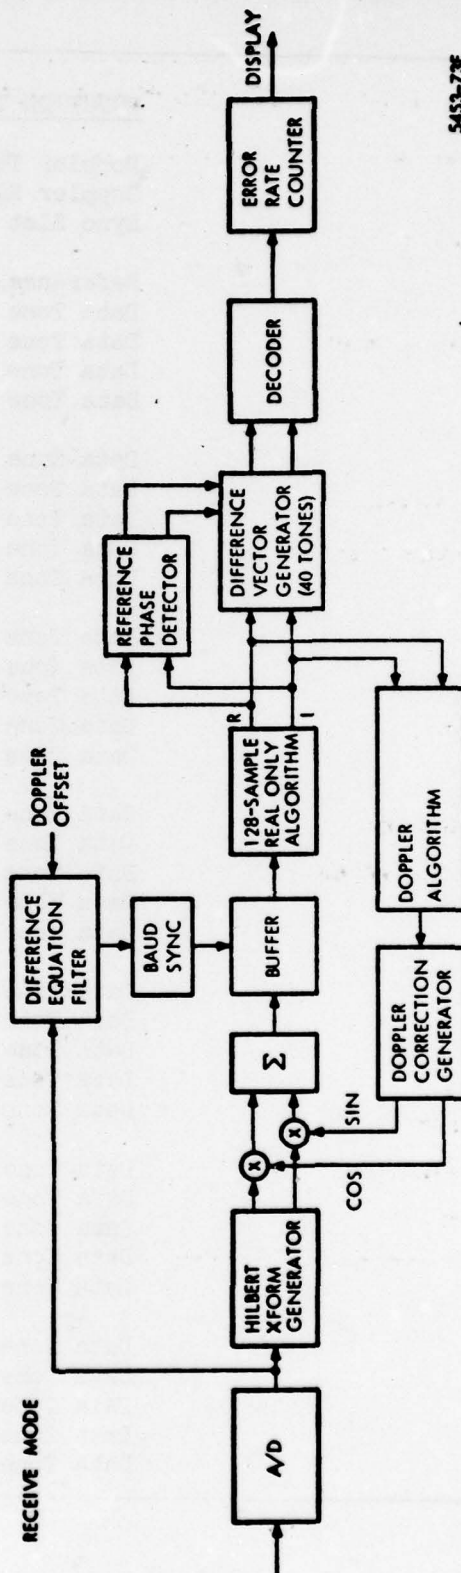 RECEIVE MODE
A/D
HILBERT
XFORM
GENERATOR
X
X
COS
SIN
Σ
DIFFERENCE
EQUATION
FILTER
DOPPLER
OFFSET
BAUD
SYNC
BUFFER
128-SAMPLE
REAL ONLY
ALGORITHM
R
I
REFERENCE
PHASE
DETECTOR
DIFFERENCE
VECTOR
GENERATOR
(40 TONES)
DECODER
ERROR
RATE
COUNTER
DISPLAY
DOPPLER
CORRECTION
GENERATOR
DOPPLER
ALGORITHM
5453-73E